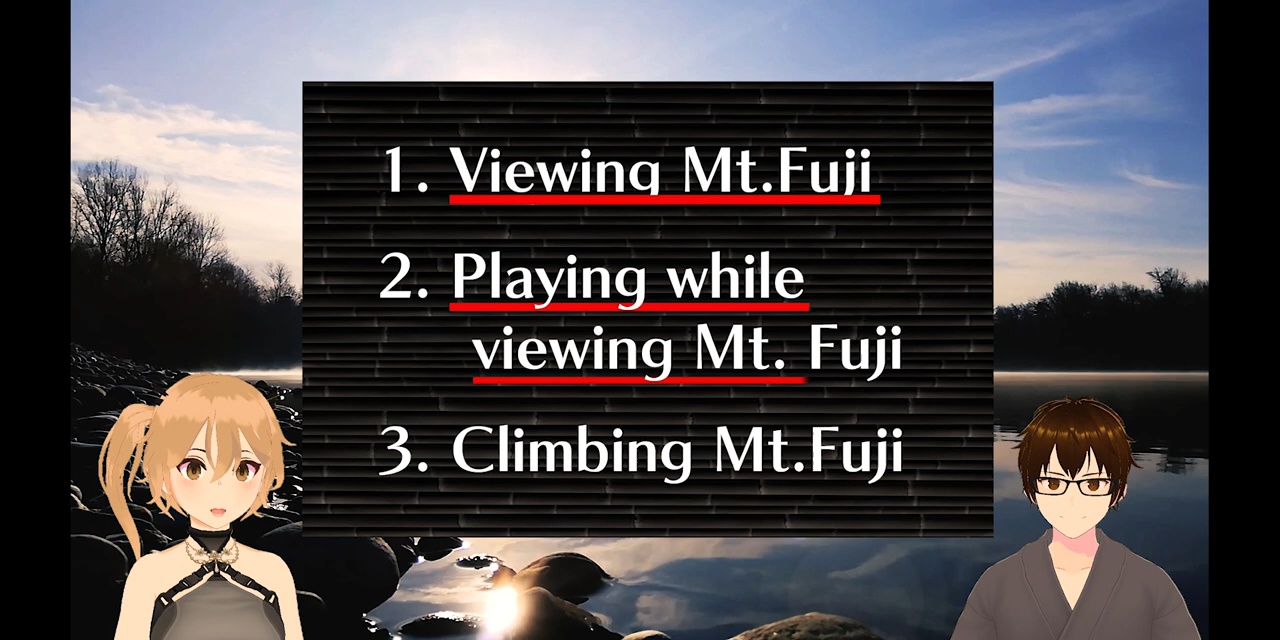 1. Viewing Mt.Fuji
2. Playing while
viewing Mt. Fuji
3. Climbing Mt.Fuji